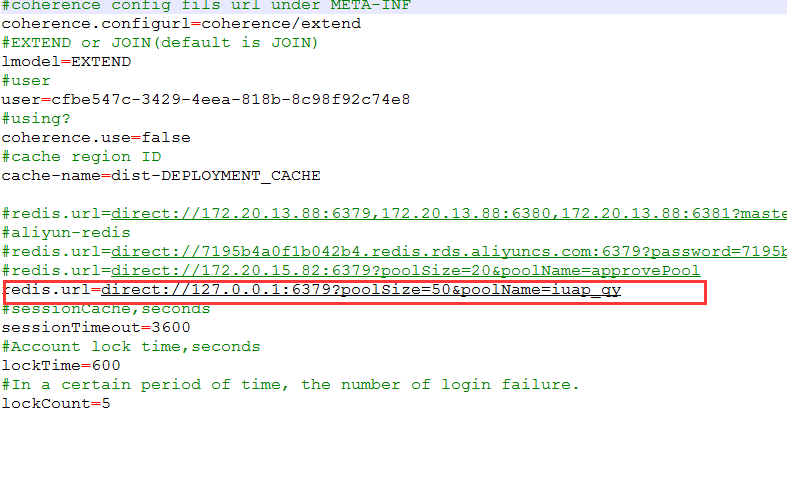 #coherence config fils url under META-INF
coherence.configurl=coherence/extend
#EXTEND or JOIN(default is JOIN)
lmodel=EXTEND
#user
user=cfbe547c-3429-4eea-818b-8c98f92c74e8
#using?
coherence.use=false
#cache region ID
cache-name=dist-DEPLOYMENT_CACHE
#redis.url=direct://172.20.13.88:6379,172.20.13.88:6380,172.20.13.88:6381?maste
#aliyun-redis
#redis.url=direct://7195b4a0f1b042b4.redis.rds.aliyuncs.com:6379?password=7195b
#redis.url=direct://172.20.15.82:6379?poolSize=20&poolName=approvePool
redis.url=direct://127.0.0.1:6379?poolSize=50&poolName=iuap_qy
#sessionCache,seconds
sessionTimeout=3600
#Account lock time,seconds
lockTime=600
#In a certain period of time, the number of login failure.
lockCount=5